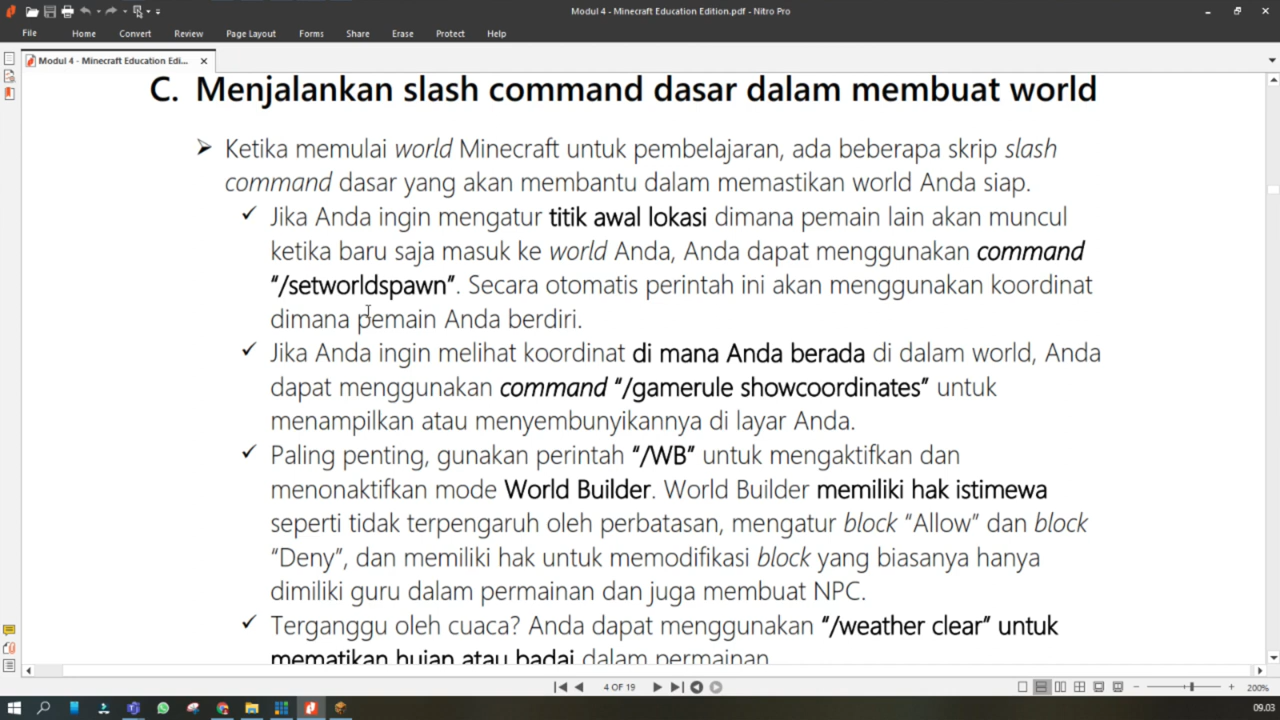 Modul 4 - Minecraft Education Edition.pdf - Nitro Pro
File Home Convert Review Page Layout Forms Share Erase Protect Help
Modul 4 - Minecraft Education Edi...
C. Menjalankan slash command dasar dalam membuat world
Ketika memulai world Minecraft untuk pembelajaran, ada beberapa skrip slash
command dasar yang akan membantu dalam memastikan world Anda siap.
Jika Anda ingin mengatur titik awal lokasi dimana pemain lain akan muncul
ketika baru saja masuk ke world Anda, Anda dapat menggunakan command
“/setworldspawn”. Secara otomatis perintah ini akan menggunakan koordinat
dimana pemain Anda berdiri.
Jika Anda ingin melihat koordinat di mana Anda berada di dalam world, Anda
dapat menggunakan command “/gamerule showcoordinates” untuk
menampilkan atau menyembunyikannya di layar Anda.
Paling penting, gunakan perintah “/WB” untuk mengaktifkan dan
menonaktifkan mode World Builder. World Builder memiliki hak istimewa
seperti tidak terpengaruh oleh perbatasan, mengatur block “Allow” dan block
“Deny”, dan memiliki hak untuk memodifikasi block yang biasanya hanya
dimiliki guru dalam permainan dan juga membuat NPC.
Terganggu oleh cuaca? Anda dapat menggunakan “/weather clear” untuk
mematikan hujan atau badai dalam permainan.
4 OF 19
200%
09.03